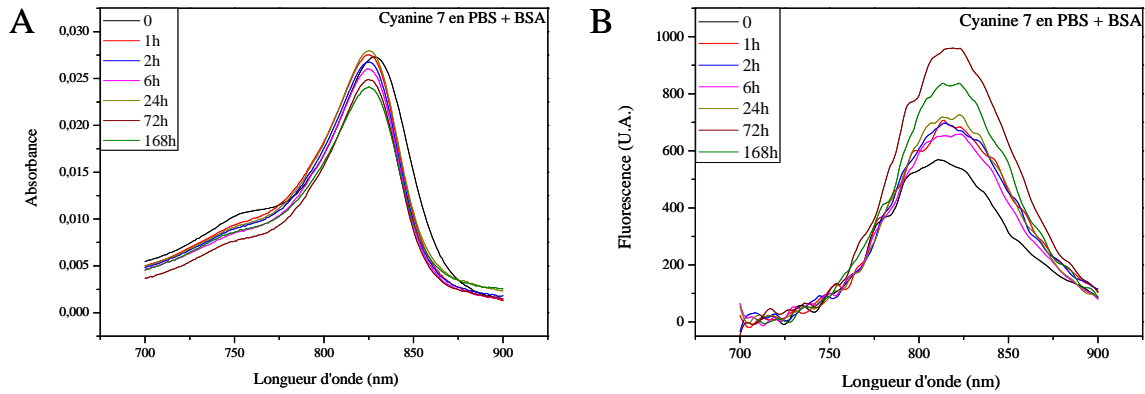 A
Cyanine 7 en PBS + BSA
0
1h
2h
6h
24h
72h
168h
0,030
0,025
0,020
0,015
0,010
0,005
0,000
Absorbance
700
750
800
850
900
Longueur d'onde (nm)
B
Cyanine 7 en PBS + BSA
0
1h
2h
6h
24h
72h
168h
1000
800
600
400
200
0
Fluorescence (U.A.)
700
750
800
850
900
Longueur d'onde (nm)